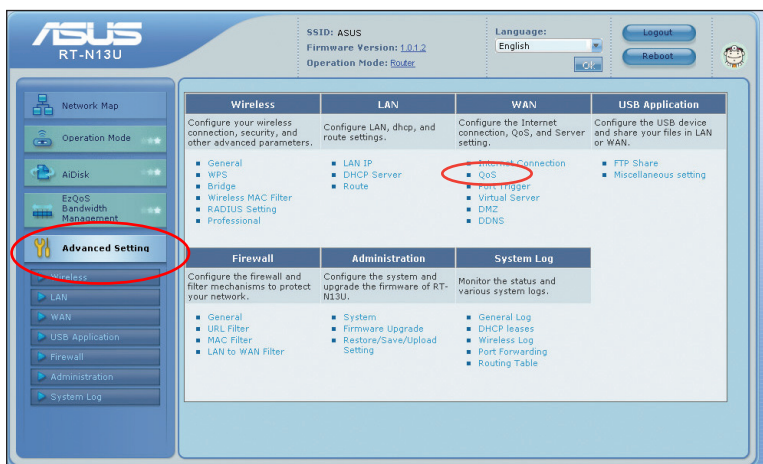 ASUS
RT-N13U
SSID: ASUS
Firmware Version: 1.0.1.2
Operation Mode: Router
Language:
English
Logout
Reboot
Network Map
Operation Mode
AiDisk
EzQoS
Bandwidth
Management
Advanced Setting
Wireless
LAN
WAN
USB Application
Firewall
Administration
System Log
Wireless
Configure your wireless
connection, security, and
other advanced parameters.
General
WPS
Bridge
Wireless MAC Filter
RADIUS Setting
Professional
LAN
Configure LAN, dhcp, and
route settings.
LAN IP
DHCP Server
Route
WAN
Configure the Internet
connection, QoS, and Server
setting.
Internet Connection
QoS
Port Trigger
Virtual Server
DMZ
DDNS
USB Application
Configure the USB device
and share your files in LAN
or WAN.
FTP Share
Miscellaneous setting
Firewall
Configure the firewall and
filter mechanisms to protect
your network.
General
URL Filter
MAC Filter
LAN to WAN Filter
Administration
Configure the system and
upgrade the firmware of RT-
N13U.
System
Firmware Upgrade
Restore/Save/Upload
Setting
System Log
Monitor the status and
various system logs.
General Log
DHCP leases
Wireless Log
Port Forwarding
Routing Table